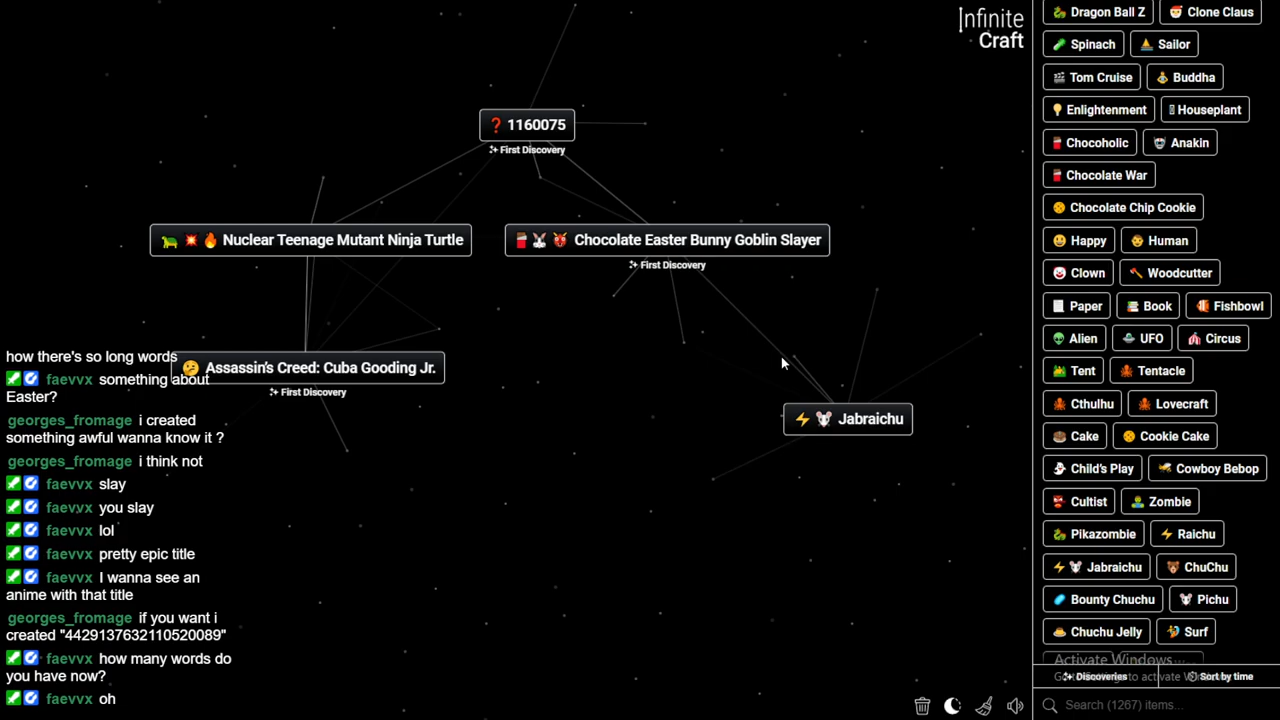 Infinite
Craft
1160075
First Discovery
Nuclear Teenage Mutant Ninja Turtle
Chocolate Easter Bunny Goblin Slayer
First Discovery
Assassin's Creed: Cuba Gooding Jr.
First Discovery
Jabraichu
how there's so long words
faevvx something about
Easter?
georges_fromage i created
something awful wanna know it ?
georges_fromage i think not
faevvx slay
faevvx you slay
faevvx lol
faevvx pretty epic title
faevvx I wanna see an
anime with that title
georges_fromage if you want i
created "4429137632110520089"
faevvx how many words do
you have now?
faevvx oh
Dragon Ball Z Clone Claus
Spinach Sailor
Tom Cruise Buddha
Enlightenment Houseplant
Chocoholic Anakin
Chocolate War
Chocolate Chip Cookie
Happy Human
Clown Woodcutter
Paper Book Fishbowl
Alien UFO Circus
Tent Tentacle
Cthulhu Lovecraft
Cake Cookie Cake
Child's Play Cowboy Bebop
Cultist Zombie
Pikazombie Raichu
Jabraichu ChuChu
Bounty Chuchu Pichu
Chuchu Jelly Surf
Activate Windows
Discoveries Sort by time
Search (1267) items...